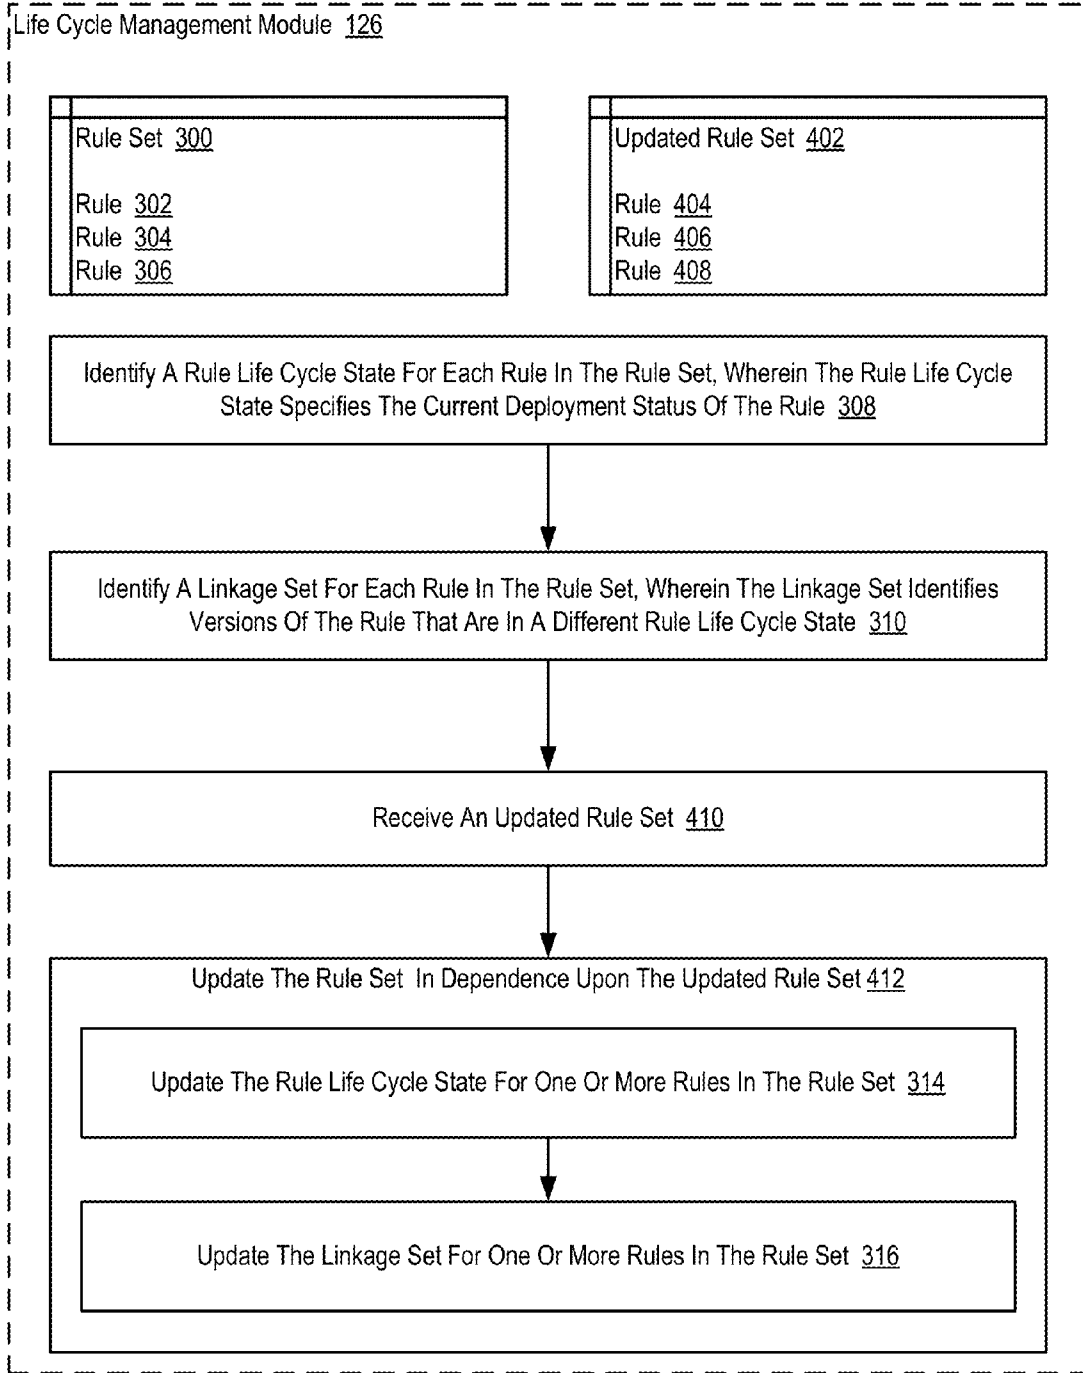 Life Cycle Management Module 126
Rule Set 300
Rule 302
Rule 304
Rule 306
Updated Rule Set 402
Rule 404
Rule 406
Rule 408
Identify A Rule Life Cycle State For Each Rule In The Rule Set, Wherein The Rule Life Cycle
State Specifies The Current Deployment Status Of The Rule 308
Identify A Linkage Set For Each Rule In The Rule Set, Wherein The Linkage Set Identifies
Versions Of The Rule That Are In A Different Rule Life Cycle State 310
Receive An Updated Rule Set 410
Update The Rule Set In Dependence Upon The Updated Rule Set 412
Update The Rule Life Cycle State For One Or More Rules In The Rule Set 314
Update The Linkage Set For One Or More Rules In The Rule Set 316